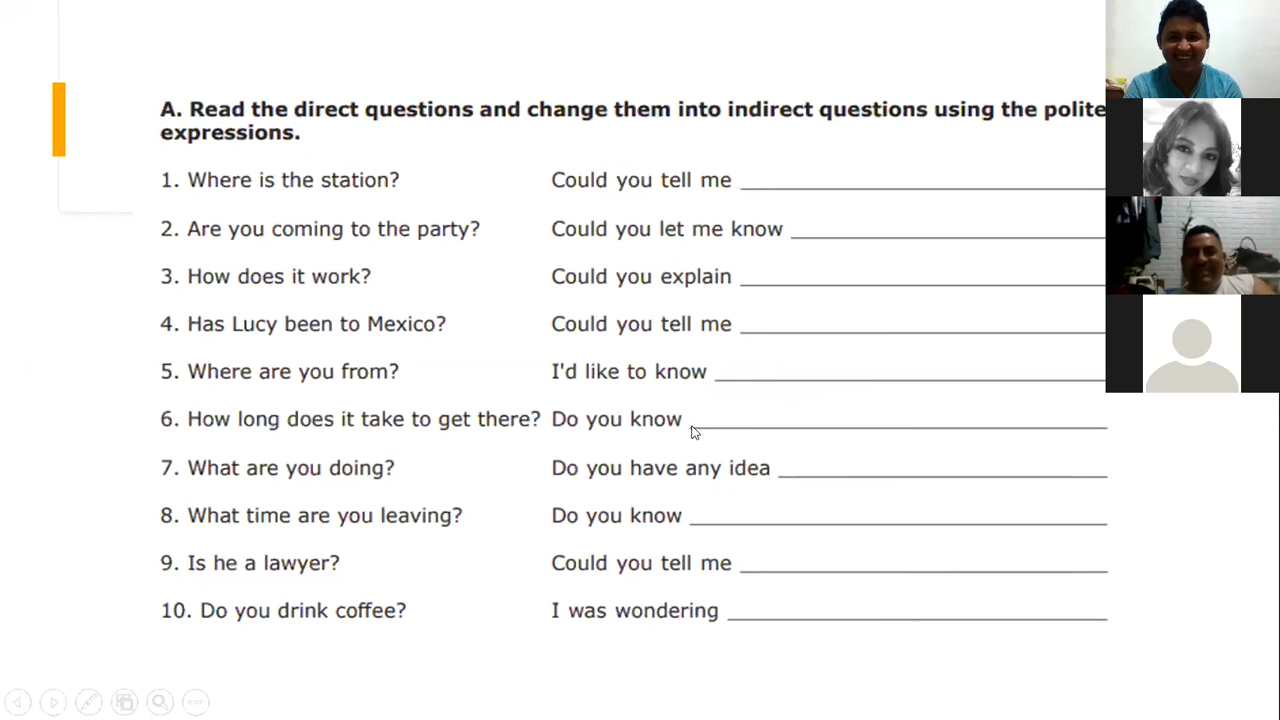 A. Read the direct questions and change them into indirect questions using the polite
expressions.
1. Where is the station? Could you tell me
2. Are you coming to the party? Could you let me know
3. How does it work? Could you explain
4. Has Lucy been to Mexico? Could you tell me
5. Where are you from? I'd like to know
6. How long does it take to get there? Do you know
7. What are you doing? Do you have any idea
8. What time are you leaving? Do you know
9. Is he a lawyer? Could you tell me
10. Do you drink coffee? I was wondering